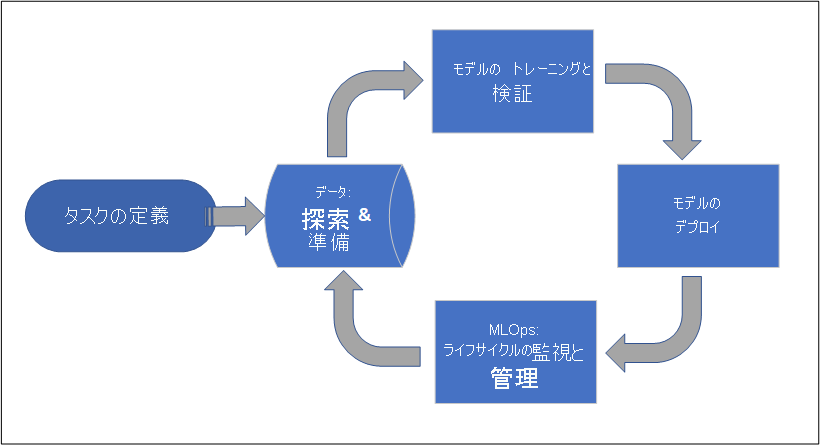 タスクの定義
データ:
探索 &
準備
モデルの トレーニングと
検証
モデルの
デプロイ
MLOps:
ライフサイクルの監視と
管理